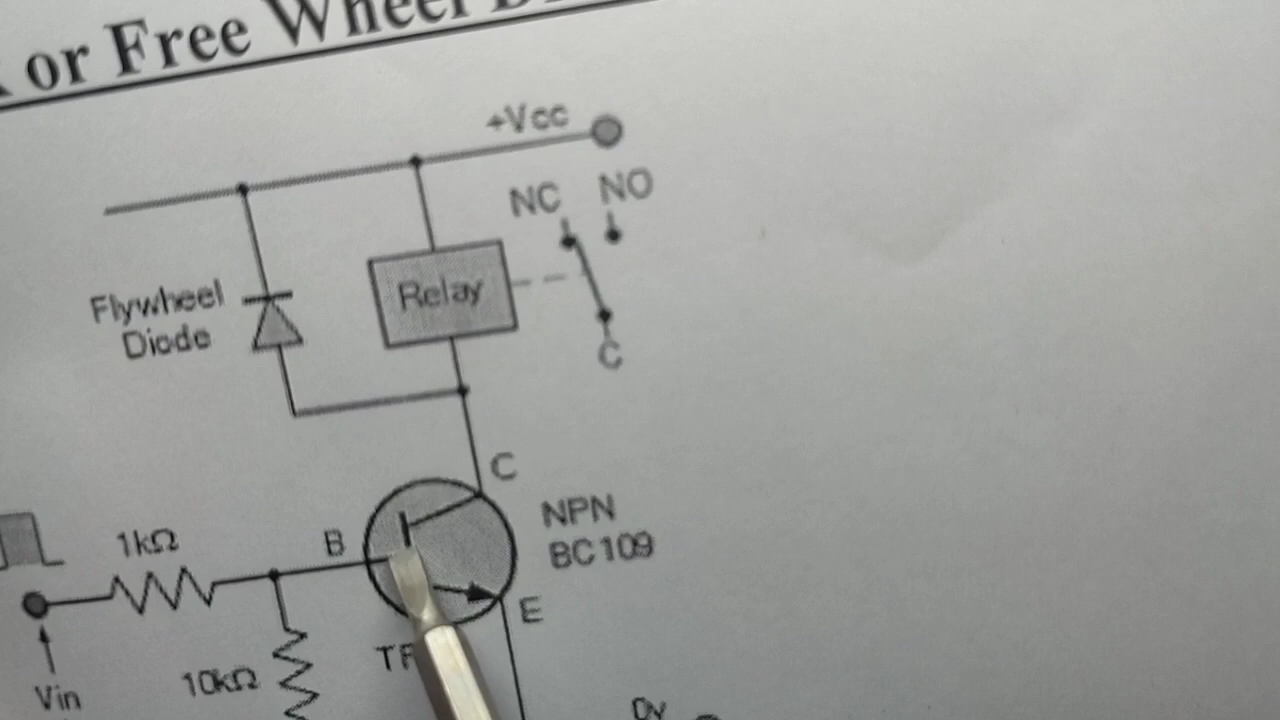 or Free Wheel
+Vcc
NC NO
Flywheel
Diode
Relay
C
C
NPN
BC109
1kΩ
B
E
10kΩ
Vin
0v